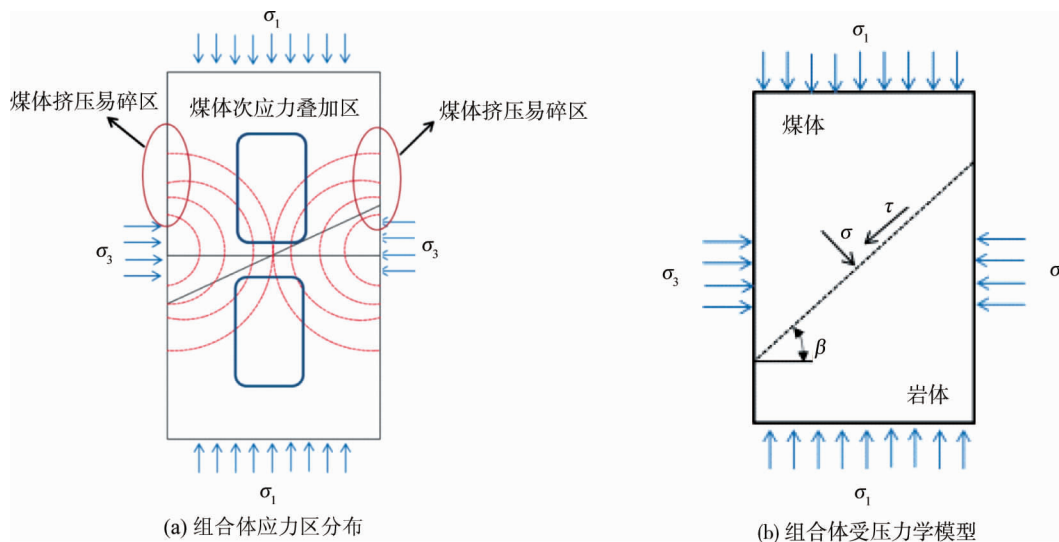 σ₁
煤体挤压易碎区
煤体次应力叠加区
煤体挤压易碎区
σ₃
σ₃
σ₁
(a) 组合体应力区分布
σ₁
煤体
τ
σ
σ₃
σ
β
岩体
σ₁
(b) 组合体受压力学模型